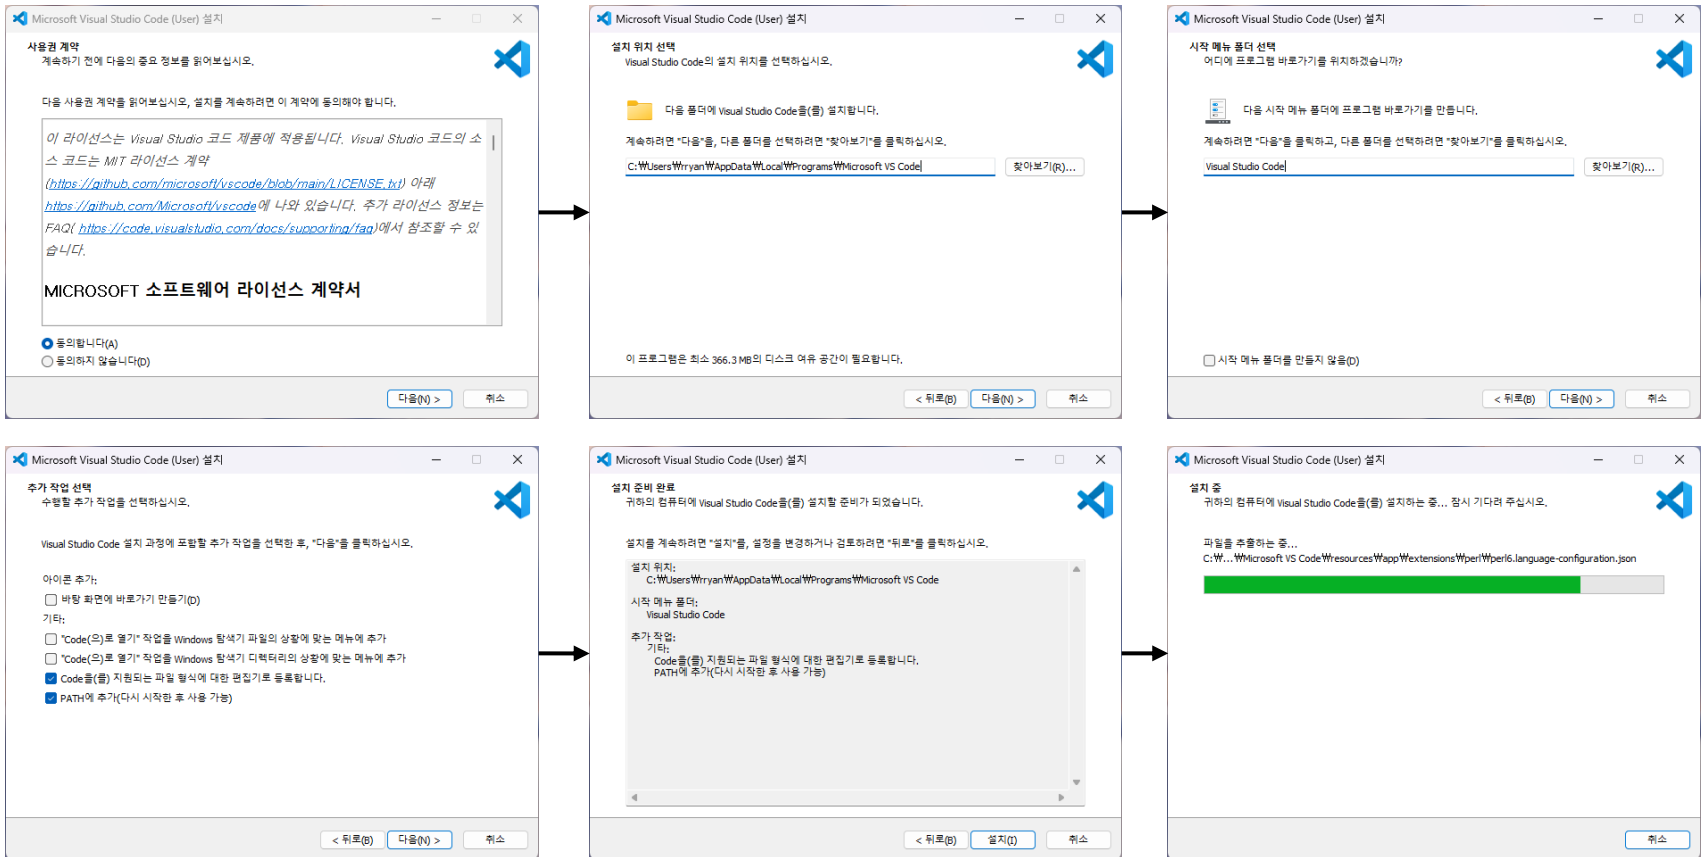 Microsoft Visual Studio Code (User) 설치
사용권 계약
계속하기 전에 다음의 중요 정보를 읽어보십시오.
다음 사용권 계약을 읽어보십시오, 설치를 계속하려면 이 계약에 동의해야 합니다.
이 라이선스는 Visual Studio 코드 제품에 적용됩니다. Visual Studio 코드의 소
스 코드는 MIT 라이선스 계약
(https://github.com/microsoft/vscode/blob/main/LICENSE.txt) 아래
https://github.com/Microsoft/vscode에 나와 있습니다. 추가 라이선스 정보는
FAQ( https://code.visualstudio.com/docs/supporting/faq)에서 참조할 수 있
습니다.
MICROSOFT 소프트웨어 라이선스 계약서
동의합니다(A)
동의하지 않습니다(D)
다음(N) >
취소
Microsoft Visual Studio Code (User) 설치
설치 위치 선택
Visual Studio Code의 설치 위치를 선택하십시오.
다음 폴더에 Visual Studio Code을(를) 설치합니다.
계속하려면 "다음"을, 다른 폴더를 선택하려면 "찾아보기"를 클릭하십시오.
C:₩Users₩rryan₩AppData₩Local₩Programs₩Microsoft VS Code
찾아보기(R)...
이 프로그램은 최소 366.3 MB의 디스크 여유 공간이 필요합니다.
< 뒤로(B)
다음(N) >
취소
Microsoft Visual Studio Code (User) 설치
시작 메뉴 폴더 선택
어디에 프로그램 바로가기를 위치하겠습니까?
다음 시작 메뉴 폴더에 프로그램 바로가기를 만듭니다.
계속하려면 "다음"을 클릭하고, 다른 폴더를 선택하려면 "찾아보기"를 클릭하십시오.
Visual Studio Code
찾아보기(R)...
시작 메뉴 폴더를 만들지 않음(D)
< 뒤로(B)
다음(N) >
취소
Microsoft Visual Studio Code (User) 설치
추가 작업 선택
수행할 추가 작업을 선택하십시오.
Visual Studio Code 설치 과정에 포함할 추가 작업을 선택한 후, "다음"을 클릭하십시오.
아이콘 추가:
바탕 화면에 바로가기 만들기(D)
기타:
"Code(으)로 열기" 작업을 Windows 탐색기 파일의 상황에 맞는 메뉴에 추가
"Code(으)로 열기" 작업을 Windows 탐색기 디렉터리의 상황에 맞는 메뉴에 추가
Code을(를) 지원되는 파일 형식에 대한 편집기로 등록합니다.
PATH에 추가(다시 시작한 후 사용 가능)
< 뒤로(B)
다음(N) >
취소
Microsoft Visual Studio Code (User) 설치
설치 준비 완료
귀하의 컴퓨터에 Visual Studio Code을(를) 설치할 준비가 되었습니다.
설치를 계속하려면 "설치"를, 설정을 변경하거나 검토하려면 "뒤로"를 클릭하십시오.
설치 위치:
C:₩Users₩rryan₩AppData₩Local₩Programs₩Microsoft VS Code
시작 메뉴 폴더:
Visual Studio Code
추가 작업:
기타:
Code을(를) 지원되는 파일 형식에 대한 편집기로 등록합니다.
PATH에 추가(다시 시작한 후 사용 가능)
< 뒤로(B)
설치(I)
취소
Microsoft Visual Studio Code (User) 설치
설치 중
귀하의 컴퓨터에 Visual Studio Code을(를) 설치하는 중... 잠시 기다려 주십시오.
파일을 추출하는 중...
C:₩...₩Microsoft VS Code₩resources₩app₩extensions₩perl₩perl6.language-configuration.json
취소